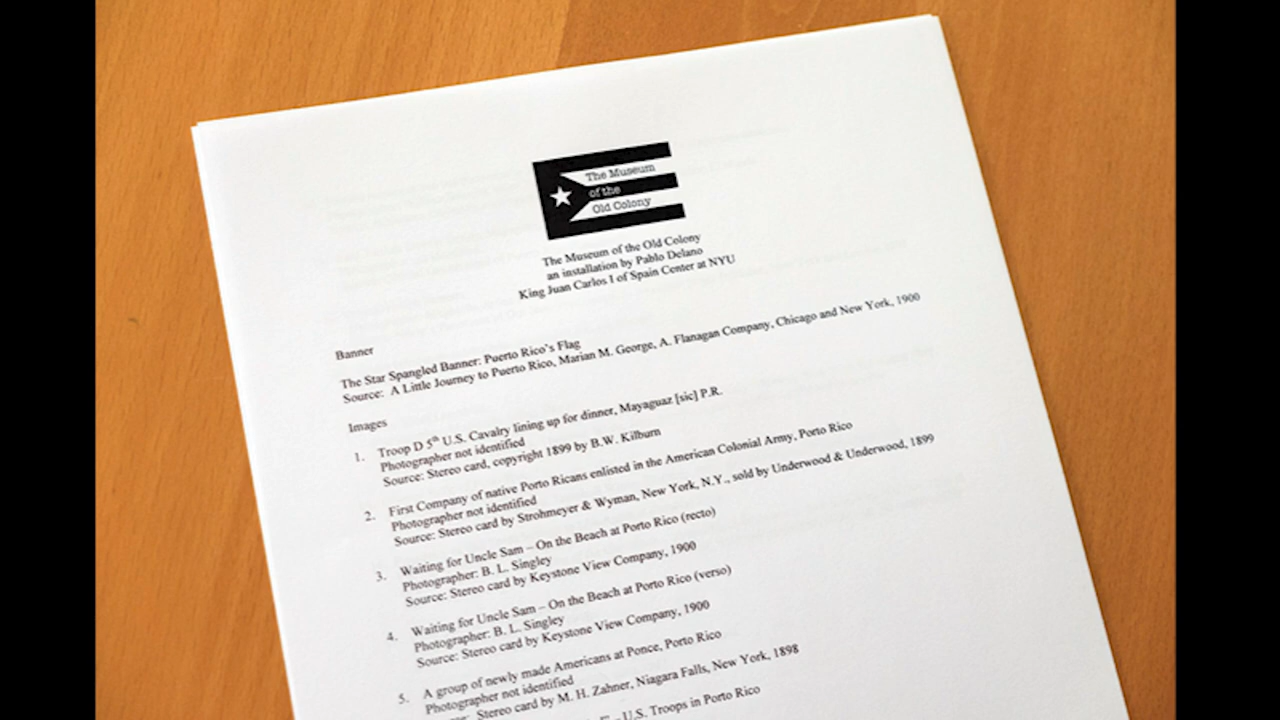 The Museum
of the
Old Colony
The Museum of the Old Colony
an installation by Pablo Delano
King Juan Carlos I of Spain Center at NYU
Banner
The Star Spangled Banner: Puerto Rico's Flag
Source: A Little Journey to Puerto Rico, Marian M. George, A. Flanagan Company, Chicago and New York, 1900
Images
1. Troop D 5th U.S. Cavalry lining up for dinner, Mayaguaz [sic] P.R.
Photographer not identified
Source: Stereo card, copyright 1899 by B.W. Kilburn
2. First Company of native Porto Ricans enlisted in the American Colonial Army, Porto Rico
Photographer not identified
Source: Stereo card by Strohmeyer & Wyman, New York, N.Y., sold by Underwood & Underwood, 1899
3. Waiting for Uncle Sam – On the Beach at Porto Rico (recto)
Photographer: B. L. Singley
Source: Stereo card by Keystone View Company, 1900
4. Waiting for Uncle Sam – On the Beach at Porto Rico (verso)
Photographer: B. L. Singley
Source: Stereo card by Keystone View Company, 1900
5. A group of newly made Americans at Ponce, Porto Rico
Photographer not identified
Stereo card by M. H. Zahner, Niagara Falls, New York, 1898
– U.S. Troops in Porto Rico